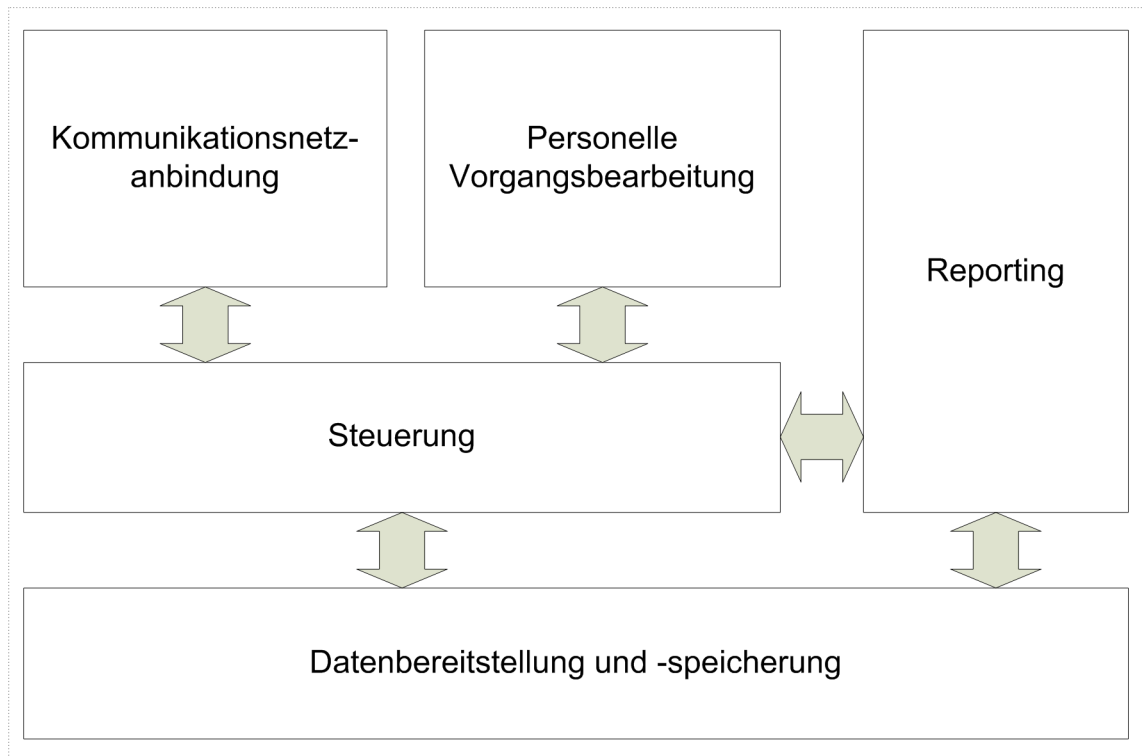 Kommunikationsnetz-
anbindung
Personelle
Vorgangsbearbeitung
Reporting
Steuerung
Datenbereitstellung und -speicherung